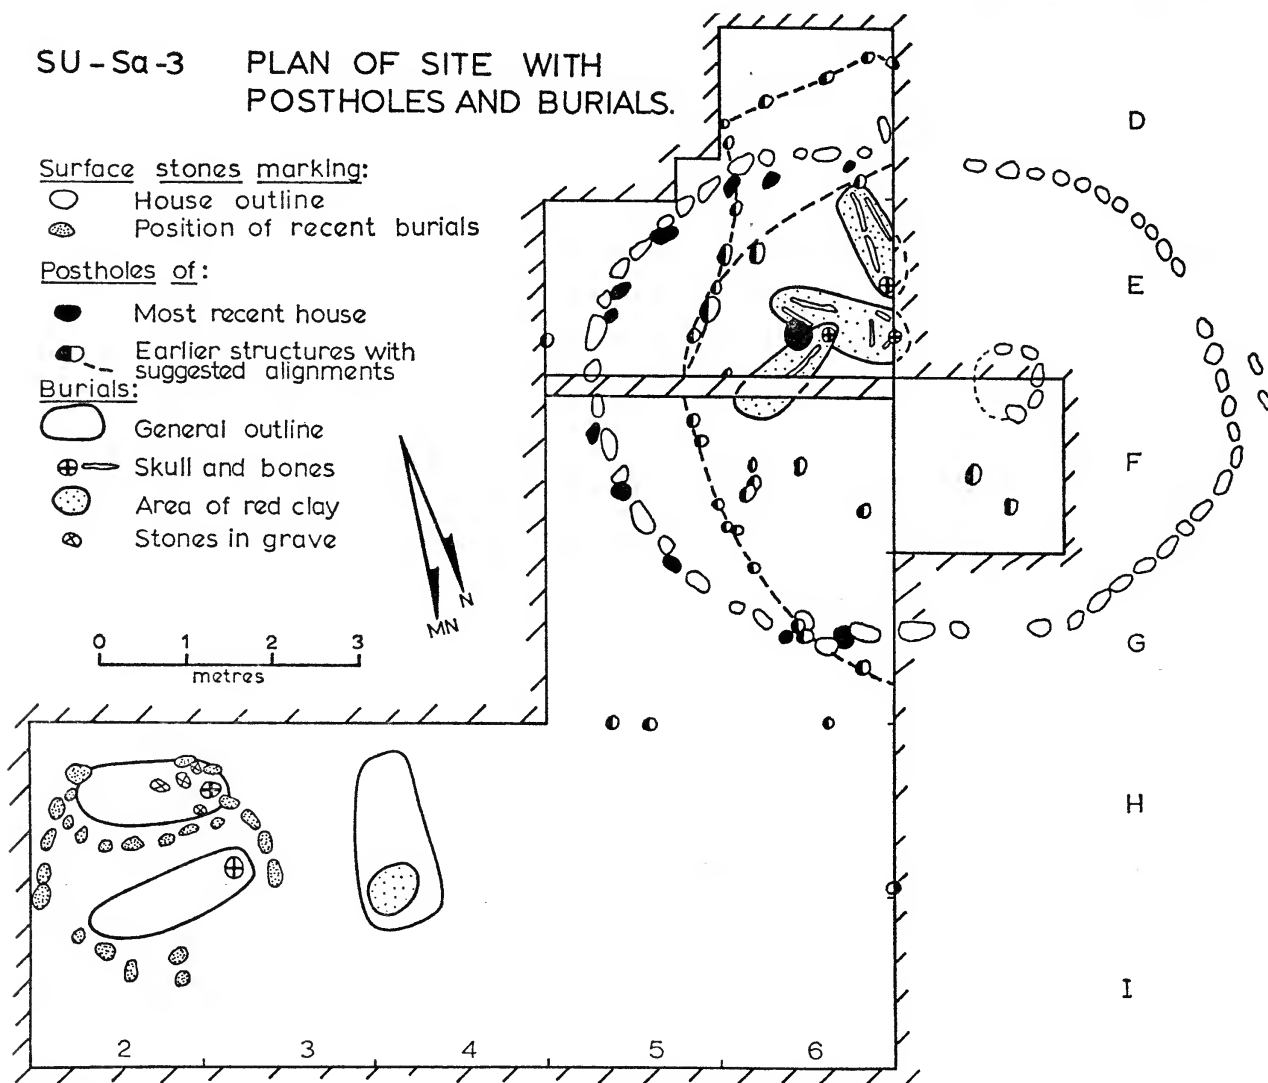 SU-Sa-3 PLAN OF SITE WITH
POSTHOLES AND BURIALS.
Surface stones marking:
House outline
Position of recent burials
Postholes of:
Most recent house
Earlier structures with
suggested alignments
Burials:
General outline
Skull and bones
Area of red clay
Stones in grave
N
MN
0 1 2 3
metres
D
E
F
G
H
I
2 3 4 5 6